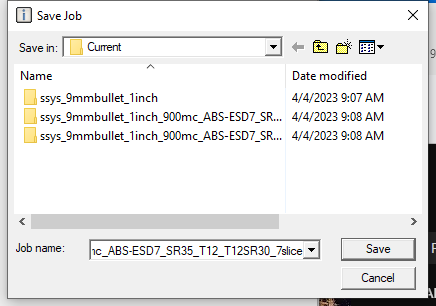 Save Job
Save in: Current
Name Date modified
ssys_9mmbullet_1inch 4/4/2023 9:07 AM
ssys_9mmbullet_1inch_900mc_ABS-ESD7_SR... 4/4/2023 9:08 AM
ssys_9mmbullet_1inch_900mc_ABS-ESD7_SR... 4/4/2023 9:08 AM
Job name: nc_ABS-ESD7_SR35_T12_T12SR30_7slice Save
Cancel